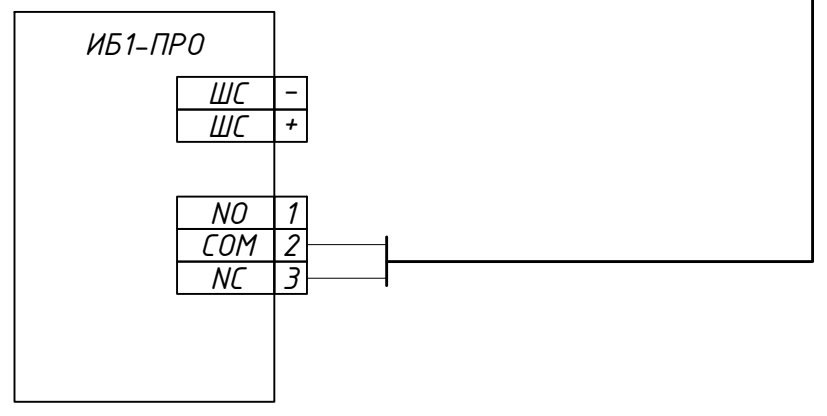 ИБ1-ПРО
ШС -
ШС +
NO 1
COM 2
NC 3